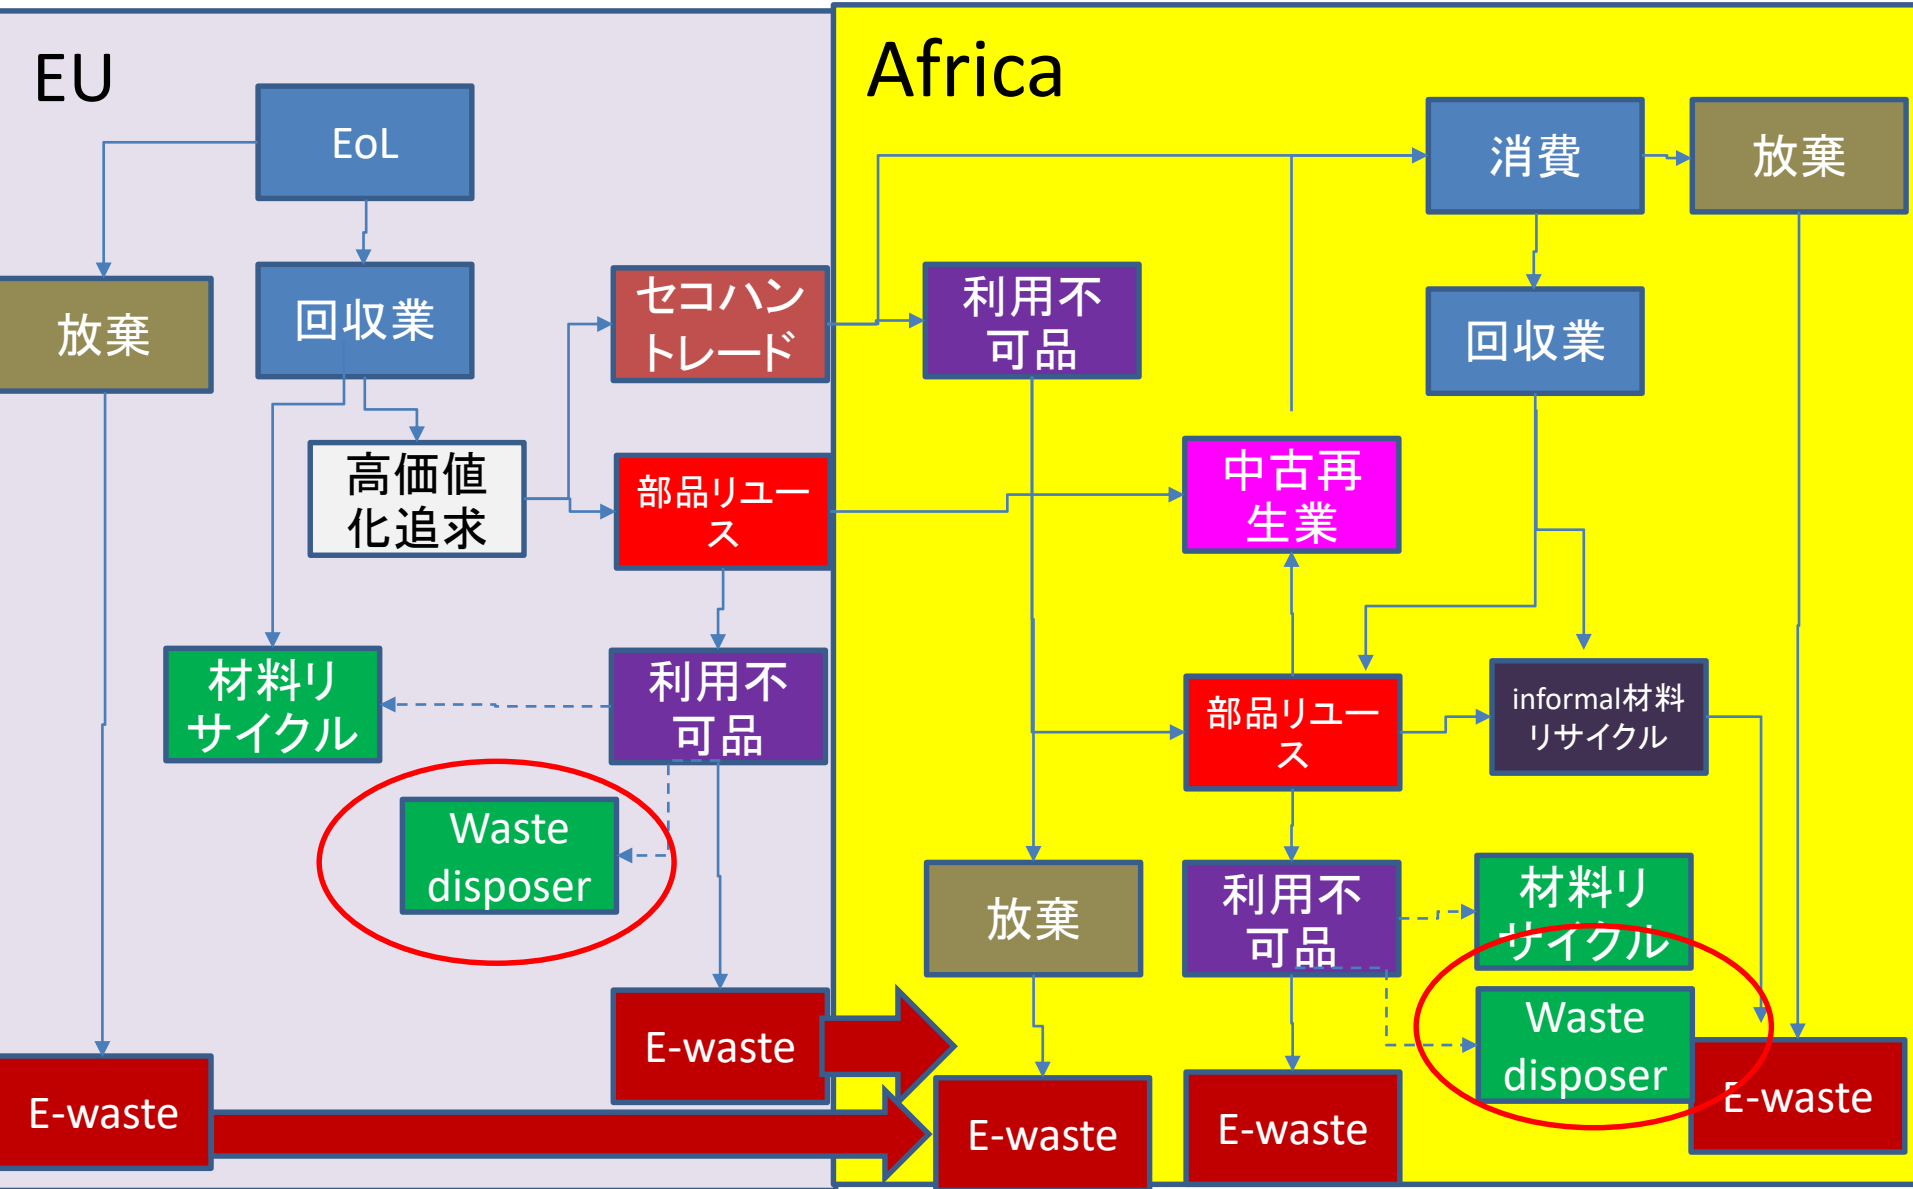 EU
EoL
放棄
回収業
セコハン
トレード
高価値
化追求
部品リユー
ス
材料リ
サイクル
利用不
可品
Waste
disposer
E-waste
E-waste
Africa
消費
放棄
利用不
可品
回収業
中古再
生業
部品リユー
ス
informal材料
リサイクル
放棄
利用不
可品
材料リ
サイクル
Waste
disposer
E-waste
E-waste
E-waste